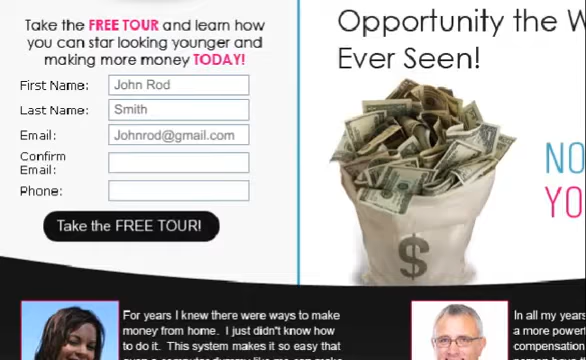 Take the FREE TOUR and learn how
you can star looking younger and
making more money TODAY!
First Name: John Rod
Last Name: Smith
Email: Johnrod@gmail.com
Confirm
Email:
Phone:
Take the FREE TOUR!
Opportunity the W
Ever Seen!
NO
YO
$
For years I knew there were ways to make
money from home. I just didn't know how
to do it. This system makes it so easy that
In all my years
a more power
compensation